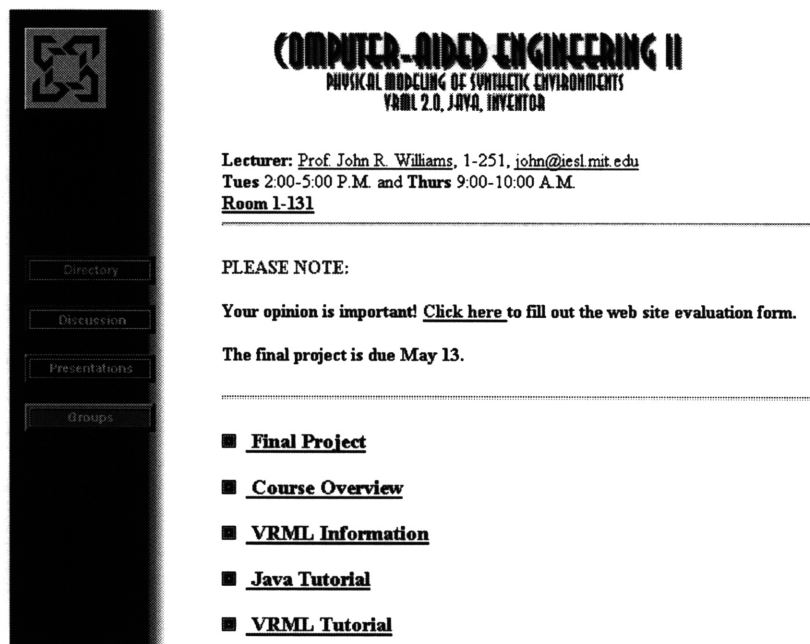 COMPUTER-AIDED ENGINEERING II
PHYSICAL MODELING OF SYNTHETIC ENVIRONMENTS
VRML 2.0, JAVA, INVENTOR
Lecturer: Prof. John R. Williams, 1-251, john@iesl.mit.edu
Tues 2:00-5:00 P.M. and Thurs 9:00-10:00 A.M.
Room 1-131
Directory
Discussion
Presentations
Groups
PLEASE NOTE:
Your opinion is important! Click here to fill out the web site evaluation form.
The final project is due May 13.
Final Project
Course Overview
VRML Information
Java Tutorial
VRML Tutorial